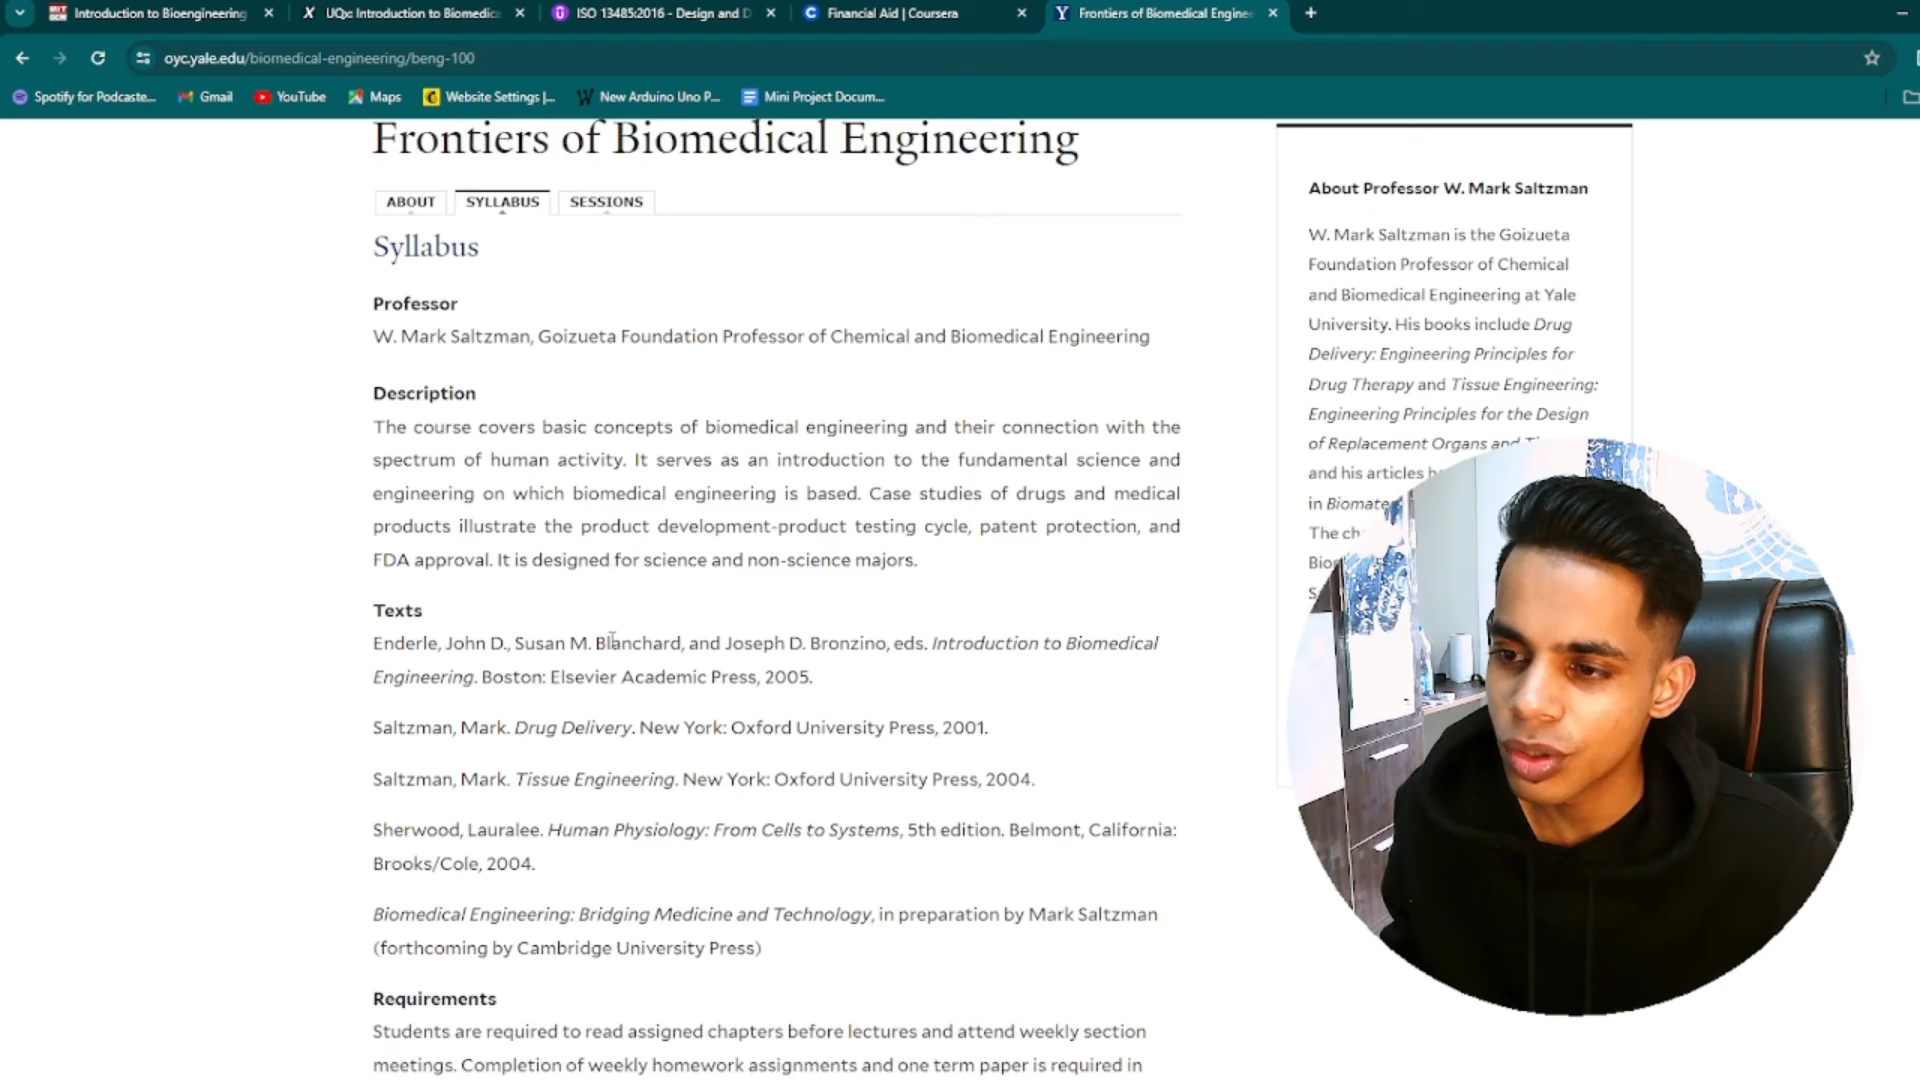 Introduction to Bioengineering
UQx: Introduction to Biomedic
ISO 13485:2016 - Design and D
Financial Aid | Coursera
Frontiers of Biomedical Engine
oyc.yale.edu/biomedical-engineering/beng-100
Spotify for Podcaste...
Gmail
YouTube
Maps
Website Settings |...
New Arduino Uno P...
Mini Project Docum...
Frontiers of Biomedical Engineering
ABOUT
SYLLABUS
SESSIONS
Syllabus
Professor
W. Mark Saltzman, Goizueta Foundation Professor of Chemical and Biomedical Engineering
Description
The course covers basic concepts of biomedical engineering and their connection with the
spectrum of human activity. It serves as an introduction to the fundamental science and
engineering on which biomedical engineering is based. Case studies of drugs and medical
products illustrate the product development-product testing cycle, patent protection, and
FDA approval. It is designed for science and non-science majors.
Texts
Enderle, John D., Susan M. Blanchard, and Joseph D. Bronzino, eds. Introduction to Biomedical
Engineering. Boston: Elsevier Academic Press, 2005.
Saltzman, Mark. Drug Delivery. New York: Oxford University Press, 2001.
Saltzman, Mark. Tissue Engineering. New York: Oxford University Press, 2004.
Sherwood, Lauralee. Human Physiology: From Cells to Systems, 5th edition. Belmont, California:
Brooks/Cole, 2004.
Biomedical Engineering: Bridging Medicine and Technology, in preparation by Mark Saltzman
(forthcoming by Cambridge University Press)
Requirements
Students are required to read assigned chapters before lectures and attend weekly section
meetings. Completion of weekly homework assignments and one term paper is required in
About Professor W. Mark Saltzman
W. Mark Saltzman is the Goizueta
Foundation Professor of Chemical
and Biomedical Engineering at Yale
University. His books include Drug
Delivery: Engineering Principles for
Drug Therapy and Tissue Engineering:
Engineering Principles for the Design
of Replacement Organs and
and his articles
in Biomate
The ch